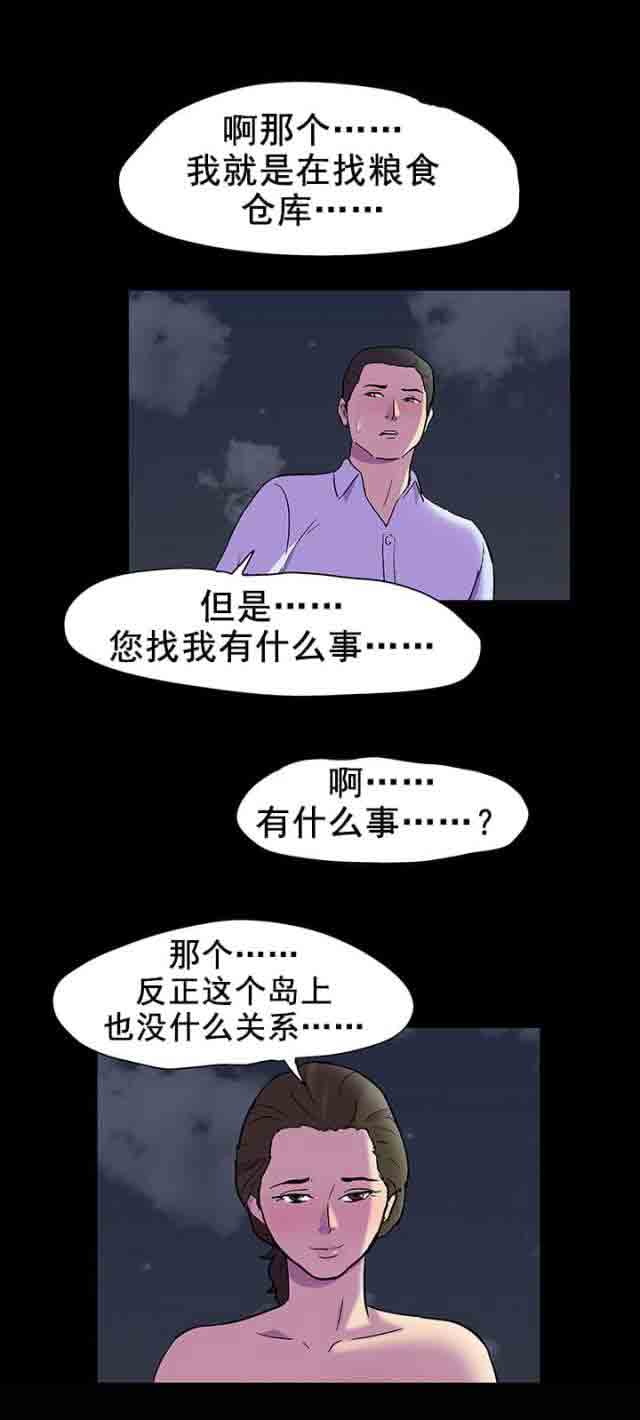 啊那个……
我就是在找粮食
仓库……
但是……
您找我有什么事……
啊……
有什么事……?
那个……
反正这个岛上
也没什么关系……